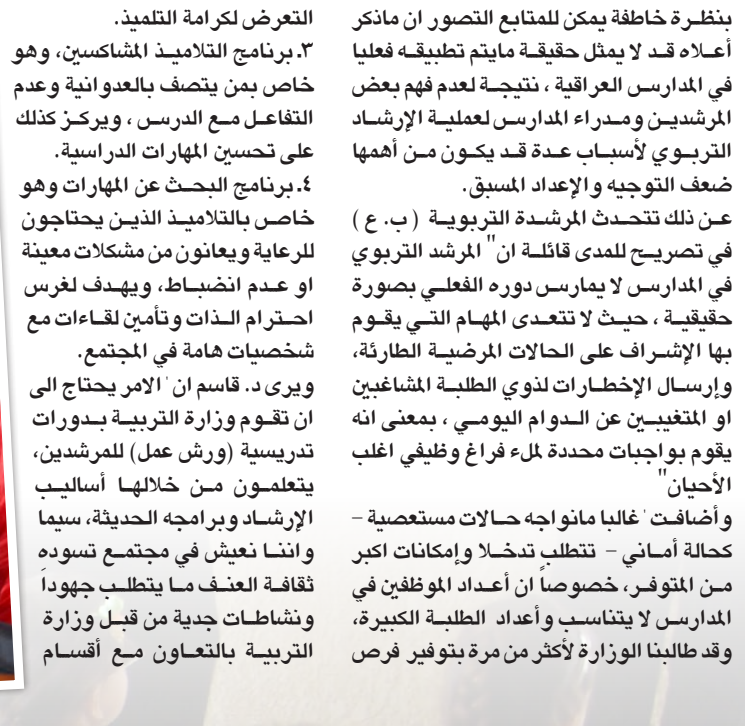 بنظرة خاطفة يمكن للمتابع التصور ان ماذكر
أعلاه قد لا يمثل حقيقة مايتم تطبيقه فعليا
في المدارس العراقية ، نتيجة لعدم فهم بعض
المرشدين ومدراء المدارس لعملية الإرشاد
التربوي لأسباب عدة قد يكون من أهمها
ضعف التوجيه والإعداد المسبق.
عن ذلك تتحدث المرشدة التربوية ( ب. ع )
في تصريح للمدى قائلة ان" المرشد التربوي
في المدارس لا يمارس دوره الفعلي بصورة
حقيقية ، حيث لا تتعدى المهام التي يقوم
بها الإشراف على الحالات المرضية الطارئة،
وإرسال الإخطارات لذوي الطلبة المشاغبين
او المتغيبين عن الدوام اليومي ، بمعنى انه
يقوم بواجبات محددة لملء فراغ وظيفي اغلب
الأحيان"
وأضافت ' غالبا مانواجه حالات مستعصية –
كحالة أماني – تتطلب تدخلا وإمكانات اكبر
من المتوفر، خصوصاً ان أعداد الموظفين في
المدارس لا يتناسب وأعداد الطلبة الكبيرة،
وقد طالبنا الوزارة لأكثر من مرة بتوفير فرص
التعرض لكرامة التلميذ.
٣. برنامج التلاميذ المشاكسين، وهو
خاص بمن يتصف بالعدوانية وعدم
التفاعل مع الدرس ، ويركز كذلك
على تحسين المهارات الدراسية.
٤. برنامج البحث عن المهارات وهو
خاص بالتلاميذ الذين يحتاجون
للرعاية ويعانون من مشكلات معينة
او عدم انضباط، ويهدف لغرس
احترام الذات وتأمين لقاءات مع
شخصيات هامة في المجتمع.
ويرى د. قاسم ان ' الامر يحتاج الى
ان تقوم وزارة التربية بدورات
تدريسية (ورش عمل) للمرشدين،
يتعلمون من خلالها أساليب
الإرشاد وبرامجه الحديثة، سيما
واننا نعيش في مجتمع تسوده
ثقافة العنف ما يتطلب جهوداً
ونشاطات جدية من قبل وزارة
التربية بالتعاون مع أقسام